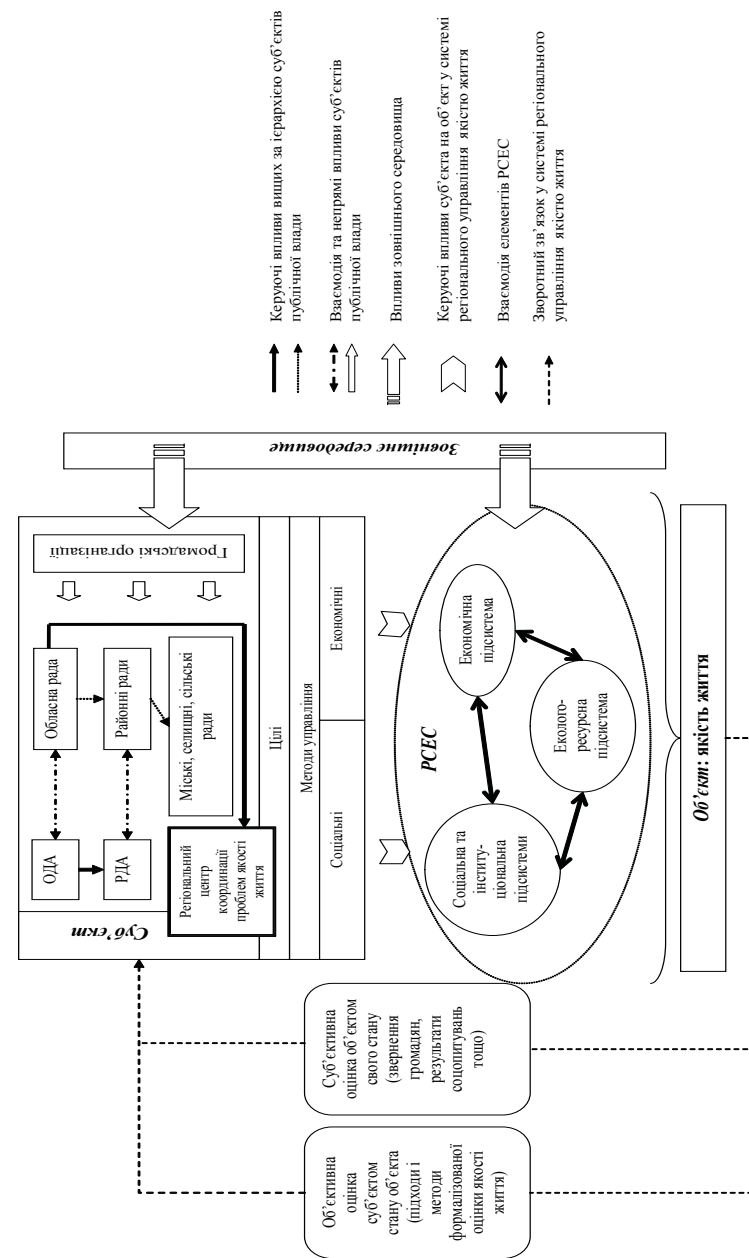 Суб’єкт
ОДА
РДА
Обласна рада
Районні ради
Міські, селищні, сільські
ради
Громадські організації
Регіональний
центр
координації
проблем якості
життя
Цілі
Методи управління
Соціальні
Економічні
Зовнішнє середовище
РСЕС
Соціальна та
інститу-
ціональна
підсистеми
Економічна
підсистема
Еколого-
ресурсна
підсистема
Об’єкт: якість життя
Об’єктивна
оцінка
суб’єктом
стану об’єкта
(підходи і
методи
формалізованої
оцінки якості
життя)
Суб’єктивна
оцінка об’єктом
свого стану
(звернення
громадян,
результати
соцопитувань
тощо)
Керуючі впливи вищих за ієрархією суб’єктів
публічної влади
Взаємодія та непрямі впливи суб’єктів
публічної влади
Впливи зовнішнього середовища
Керуючі впливи суб’єкта на об’єкт у системі
регіонального управління якістю життя
Взаємодія елементів РСЕС
Зворотний зв’язок у системі регіонального
управління якістю життя